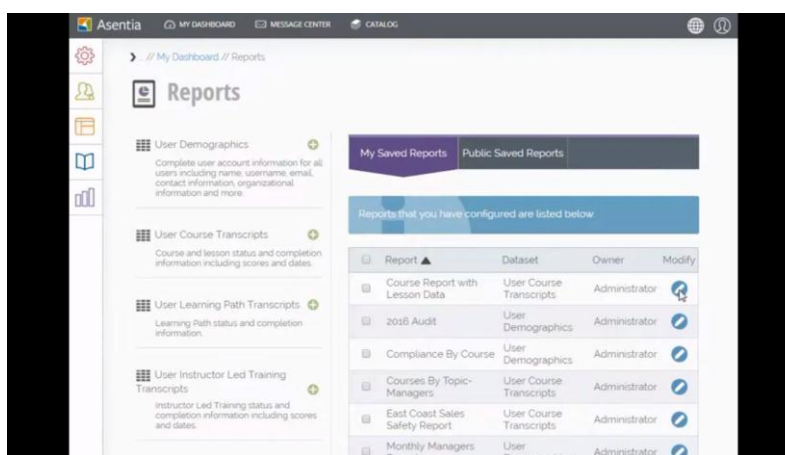 Asentia
MY DASHBOARD
MESSAGE CENTER
CATALOG
// My Dashboard // Reports
Reports
User Demographics
Complete user account information for all
users including name, username, email,
contact information, organizational
information and more.
User Course Transcripts
Course and lesson status and completion
information including scores and dates.
User Learning Path Transcripts
Learning Path status and completion
information.
User Instructor Led Training
Transcripts
Instructor Led Training status and
completion information including scores
and dates.
My Saved Reports
Public Saved Reports
Reports that you have configured are listed below.
Report ▲ Dataset Owner Modify
Course Report with
Lesson Data
User Course
Transcripts
Administrator
2016 Audit
User
Demographics
Administrator
Compliance By Course
User
Demographics
Administrator
Courses By Topic-
Managers
User Course
Transcripts
Administrator
East Coast Sales
Safety Report
User Course
Transcripts
Administrator
Monthly Managers
User
Administrator